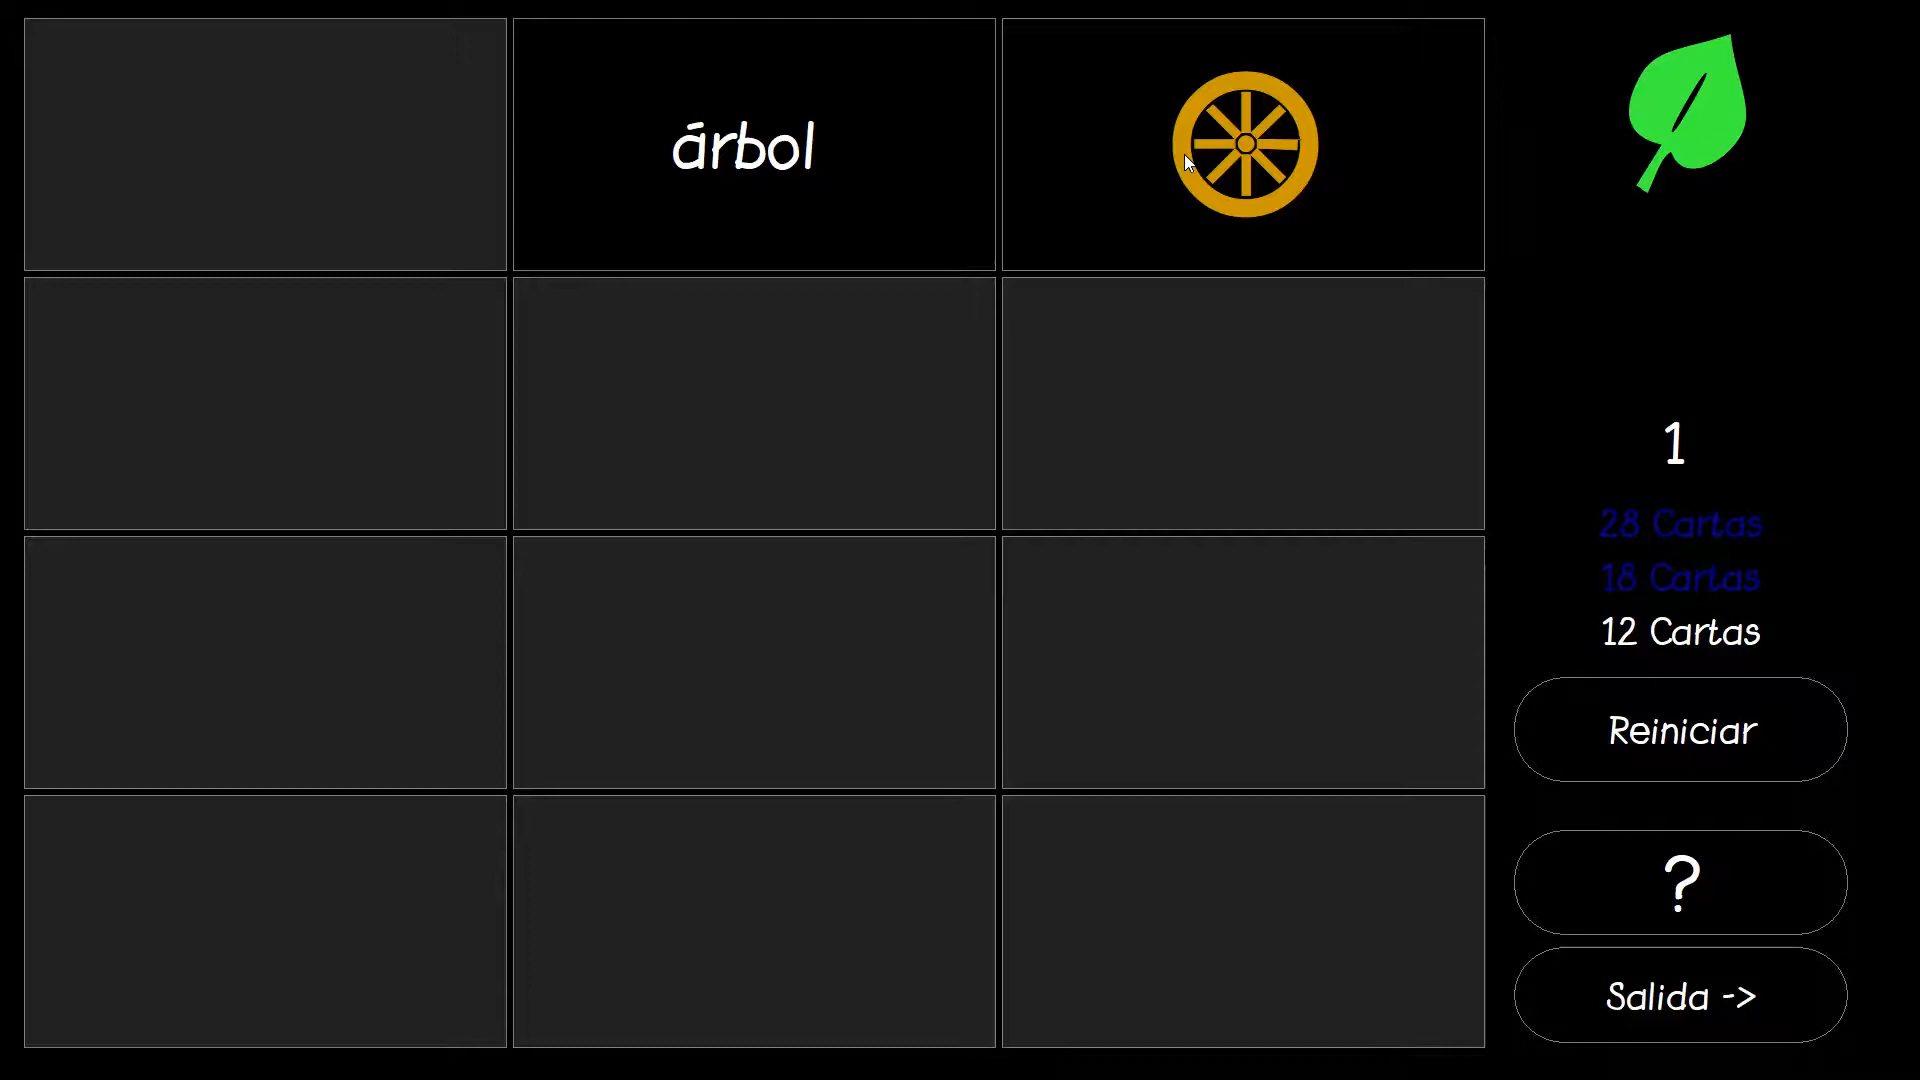 árbol
1
28 Cartas
18 Cartas
12 Cartas
Reiniciar
?
Salida ->